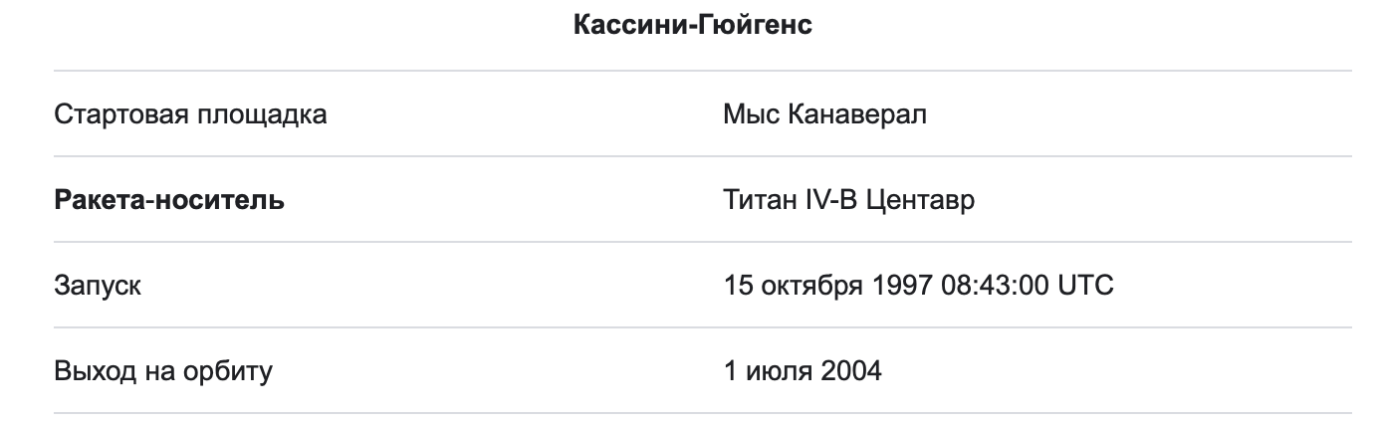 Кассини-Гюйгенс
Стартовая площадка Мыс Канаверал
Ракета-носитель Титан IV-B Центавр
Запуск 15 октября 1997 08:43:00 UTC
Выход на орбиту 1 июля 2004